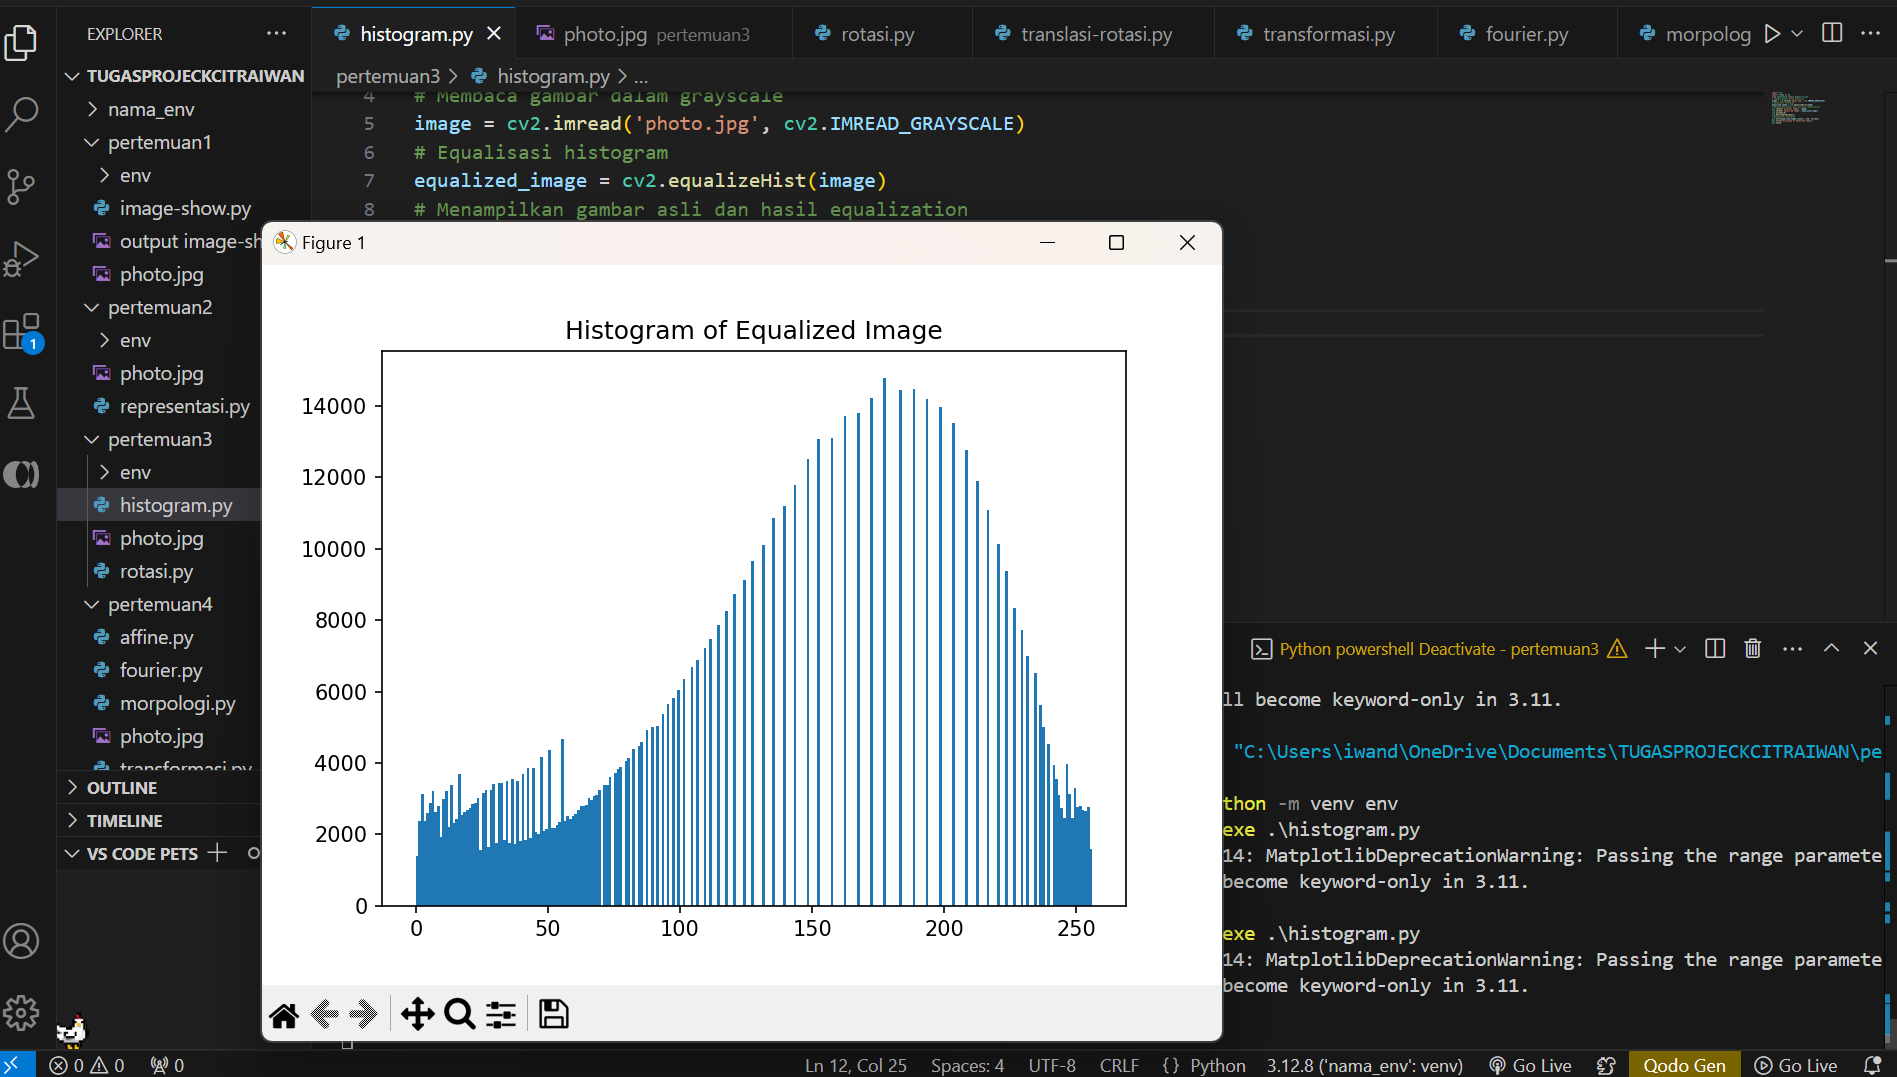 EXPLORER
TUGASPROJECKCITRAIWAN
nama_env
pertemuan1
env
image-show.py
output image-sh
photo.jpg
pertemuan2
env
photo.jpg
representasi.py
pertemuan3
env
histogram.py
photo.jpg
rotasi.py
pertemuan4
affine.py
fourier.py
morpologi.py
photo.jpg
transformasi.py
OUTLINE
TIMELINE
VS CODE PETS
1
histogram.py
photo.jpg pertemuan3
rotasi.py
translasi-rotasi.py
transformasi.py
fourier.py
morpolog
pertemuan3 > histogram.py > ...
4 # Membaca gambar dalam grayscale
5 image = cv2.imread('photo.jpg', cv2.IMREAD_GRAYSCALE)
6 # Equalisasi histogram
7 equalized_image = cv2.equalizeHist(image)
8 # Menampilkan gambar asli dan hasil equalization
Figure 1
Histogram of Equalized Image
14000
12000
10000
8000
6000
4000
2000
0
0 50 100 150 200 250
Python powershell Deactivate - pertemuan3
ll become keyword-only in 3.11.
"C:\Users\iwand\OneDrive\Documents\TUGASPROJECKCITRAIWAN\pe
thon -m venv env
exe .\histogram.py
14: MatplotlibDeprecationWarning: Passing the range paramete
become keyword-only in 3.11.
exe .\histogram.py
14: MatplotlibDeprecationWarning: Passing the range paramete
become keyword-only in 3.11.
0 0 0 Ln 12, Col 25 Spaces: 4 UTF-8 CRLF {} Python 3.12.8 ('nama_env': venv) Go Live Qodo Gen Go Live